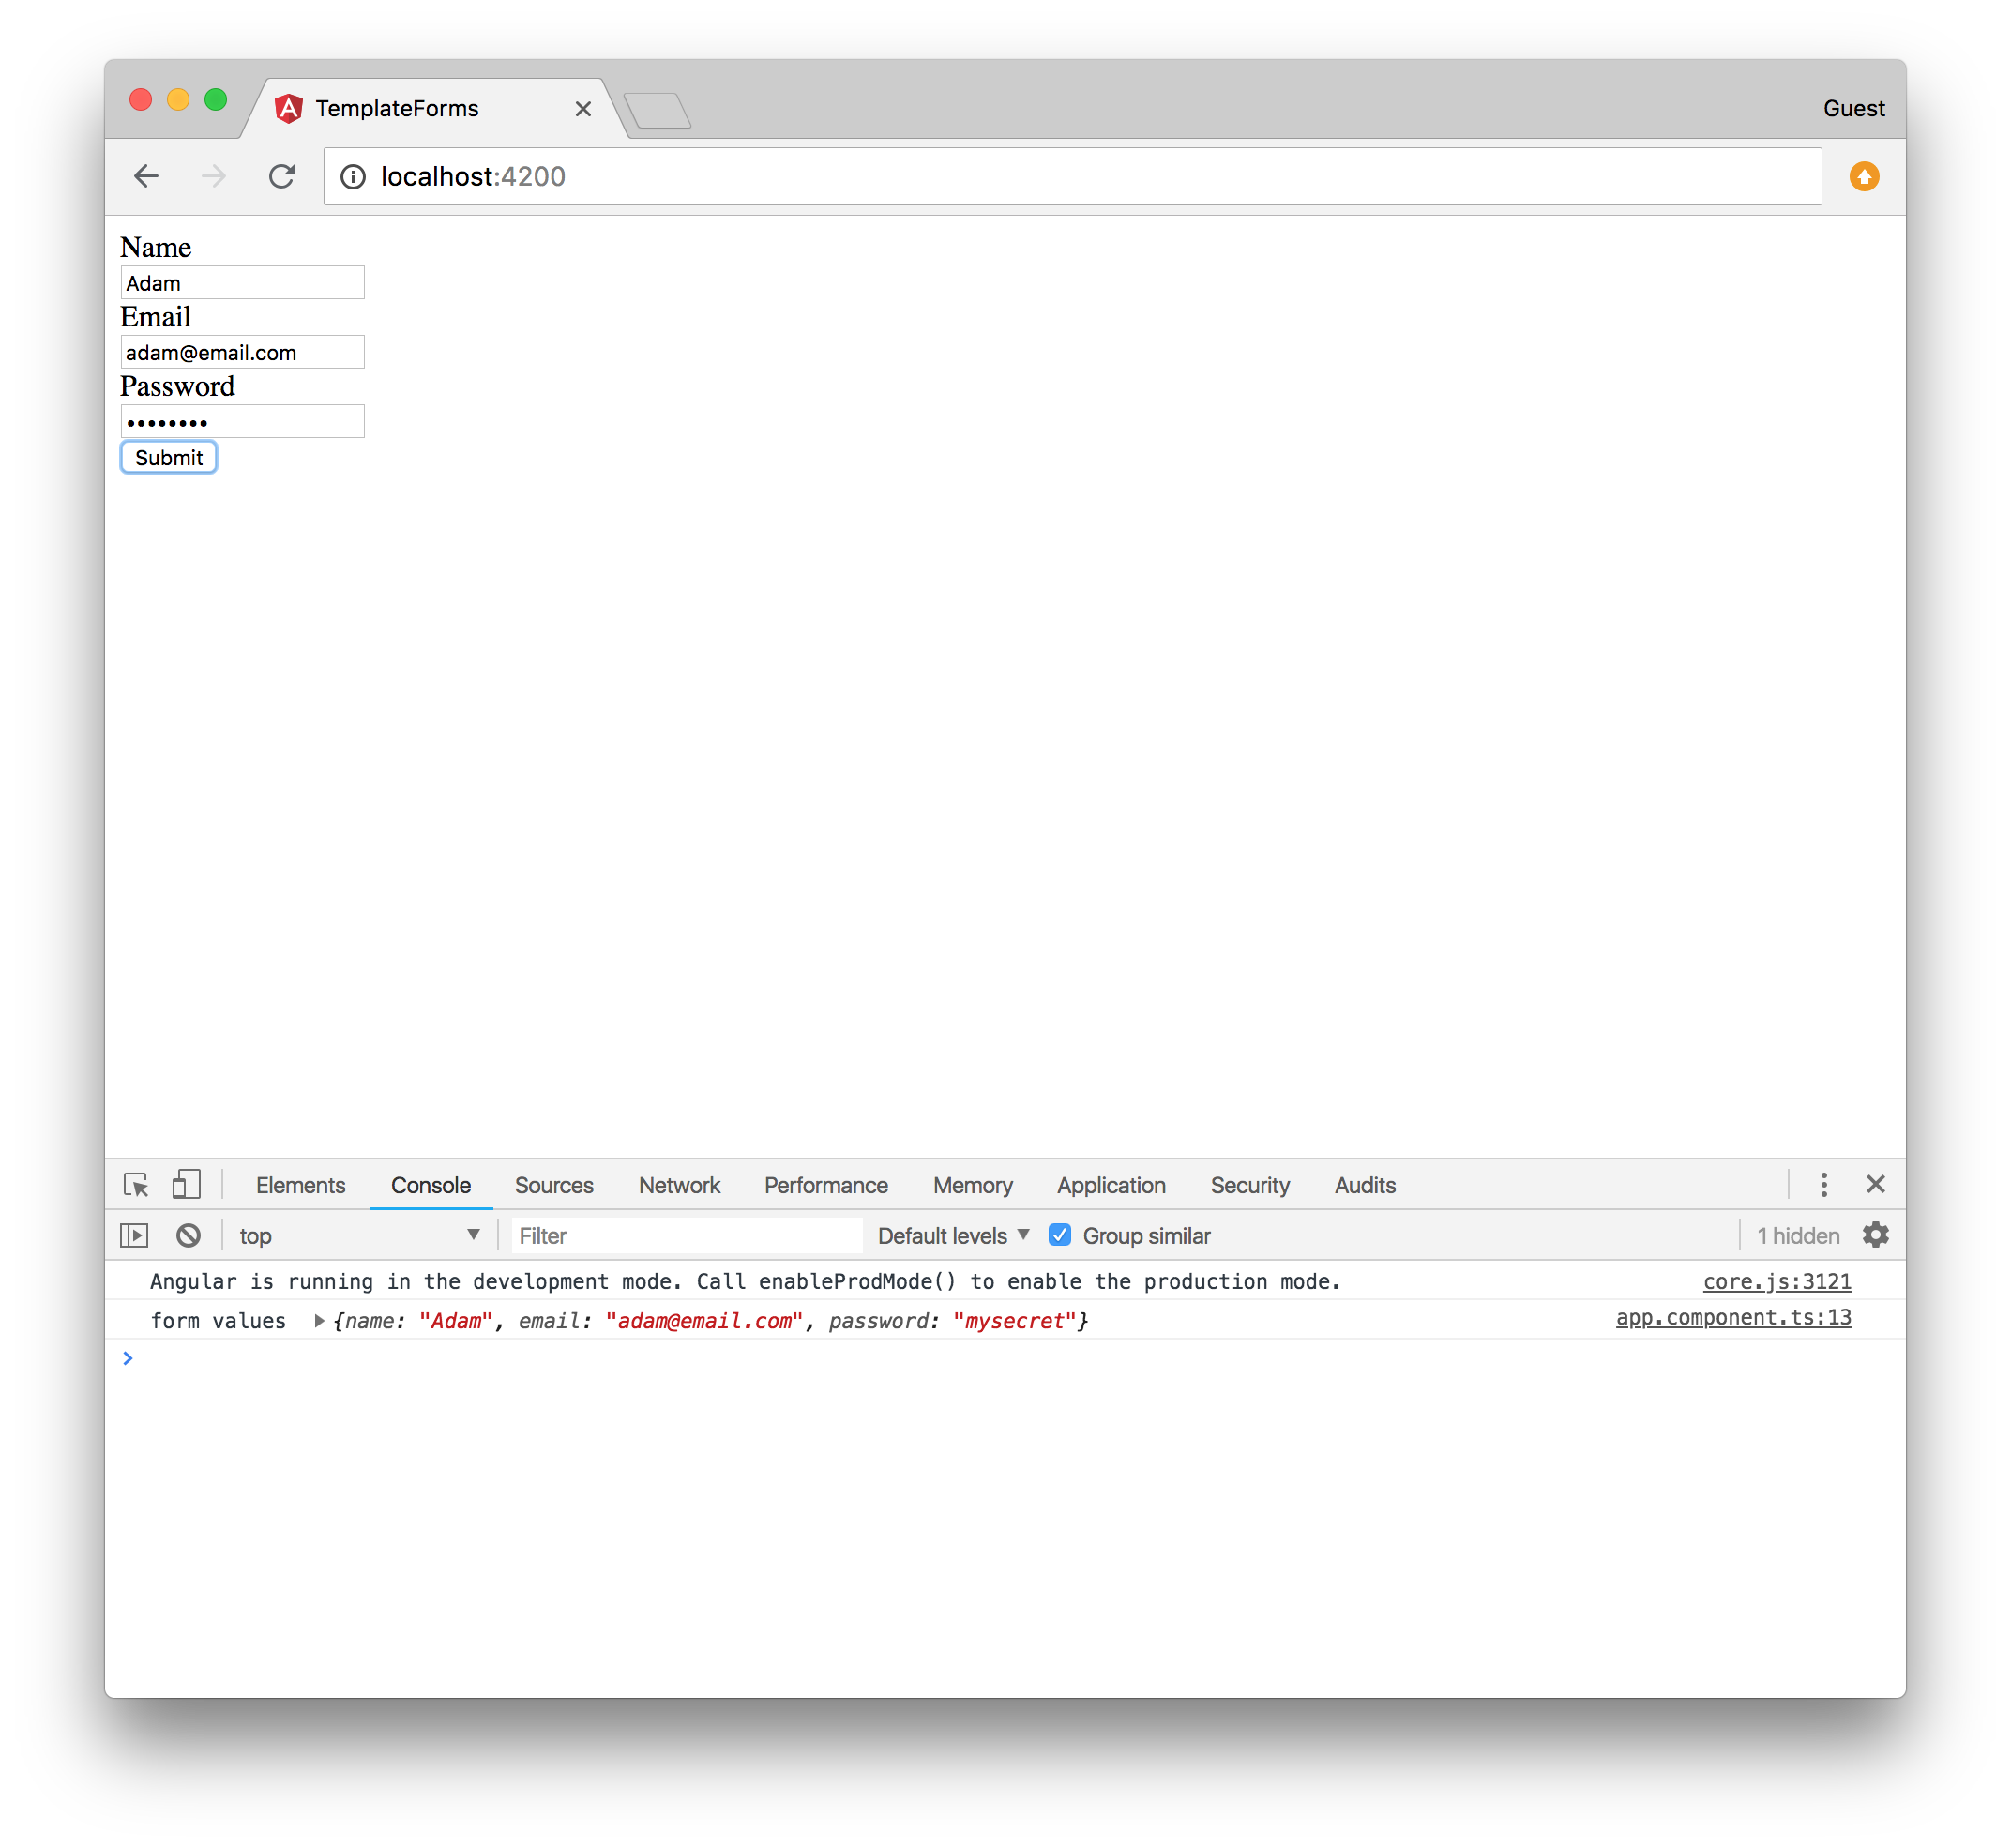 TemplateForms
Guest
localhost:4200
Name
Adam
Email
adam@email.com
Password
••••••••
Submit
Elements Console Sources Network Performance Memory Application Security Audits
top Filter Default levels Group similar 1 hidden
Angular is running in the development mode. Call enableProdMode() to enable the production mode. core.js:3121
form values {name: "Adam", email: "adam@email.com", password: "mysecret"} app.component.ts:13